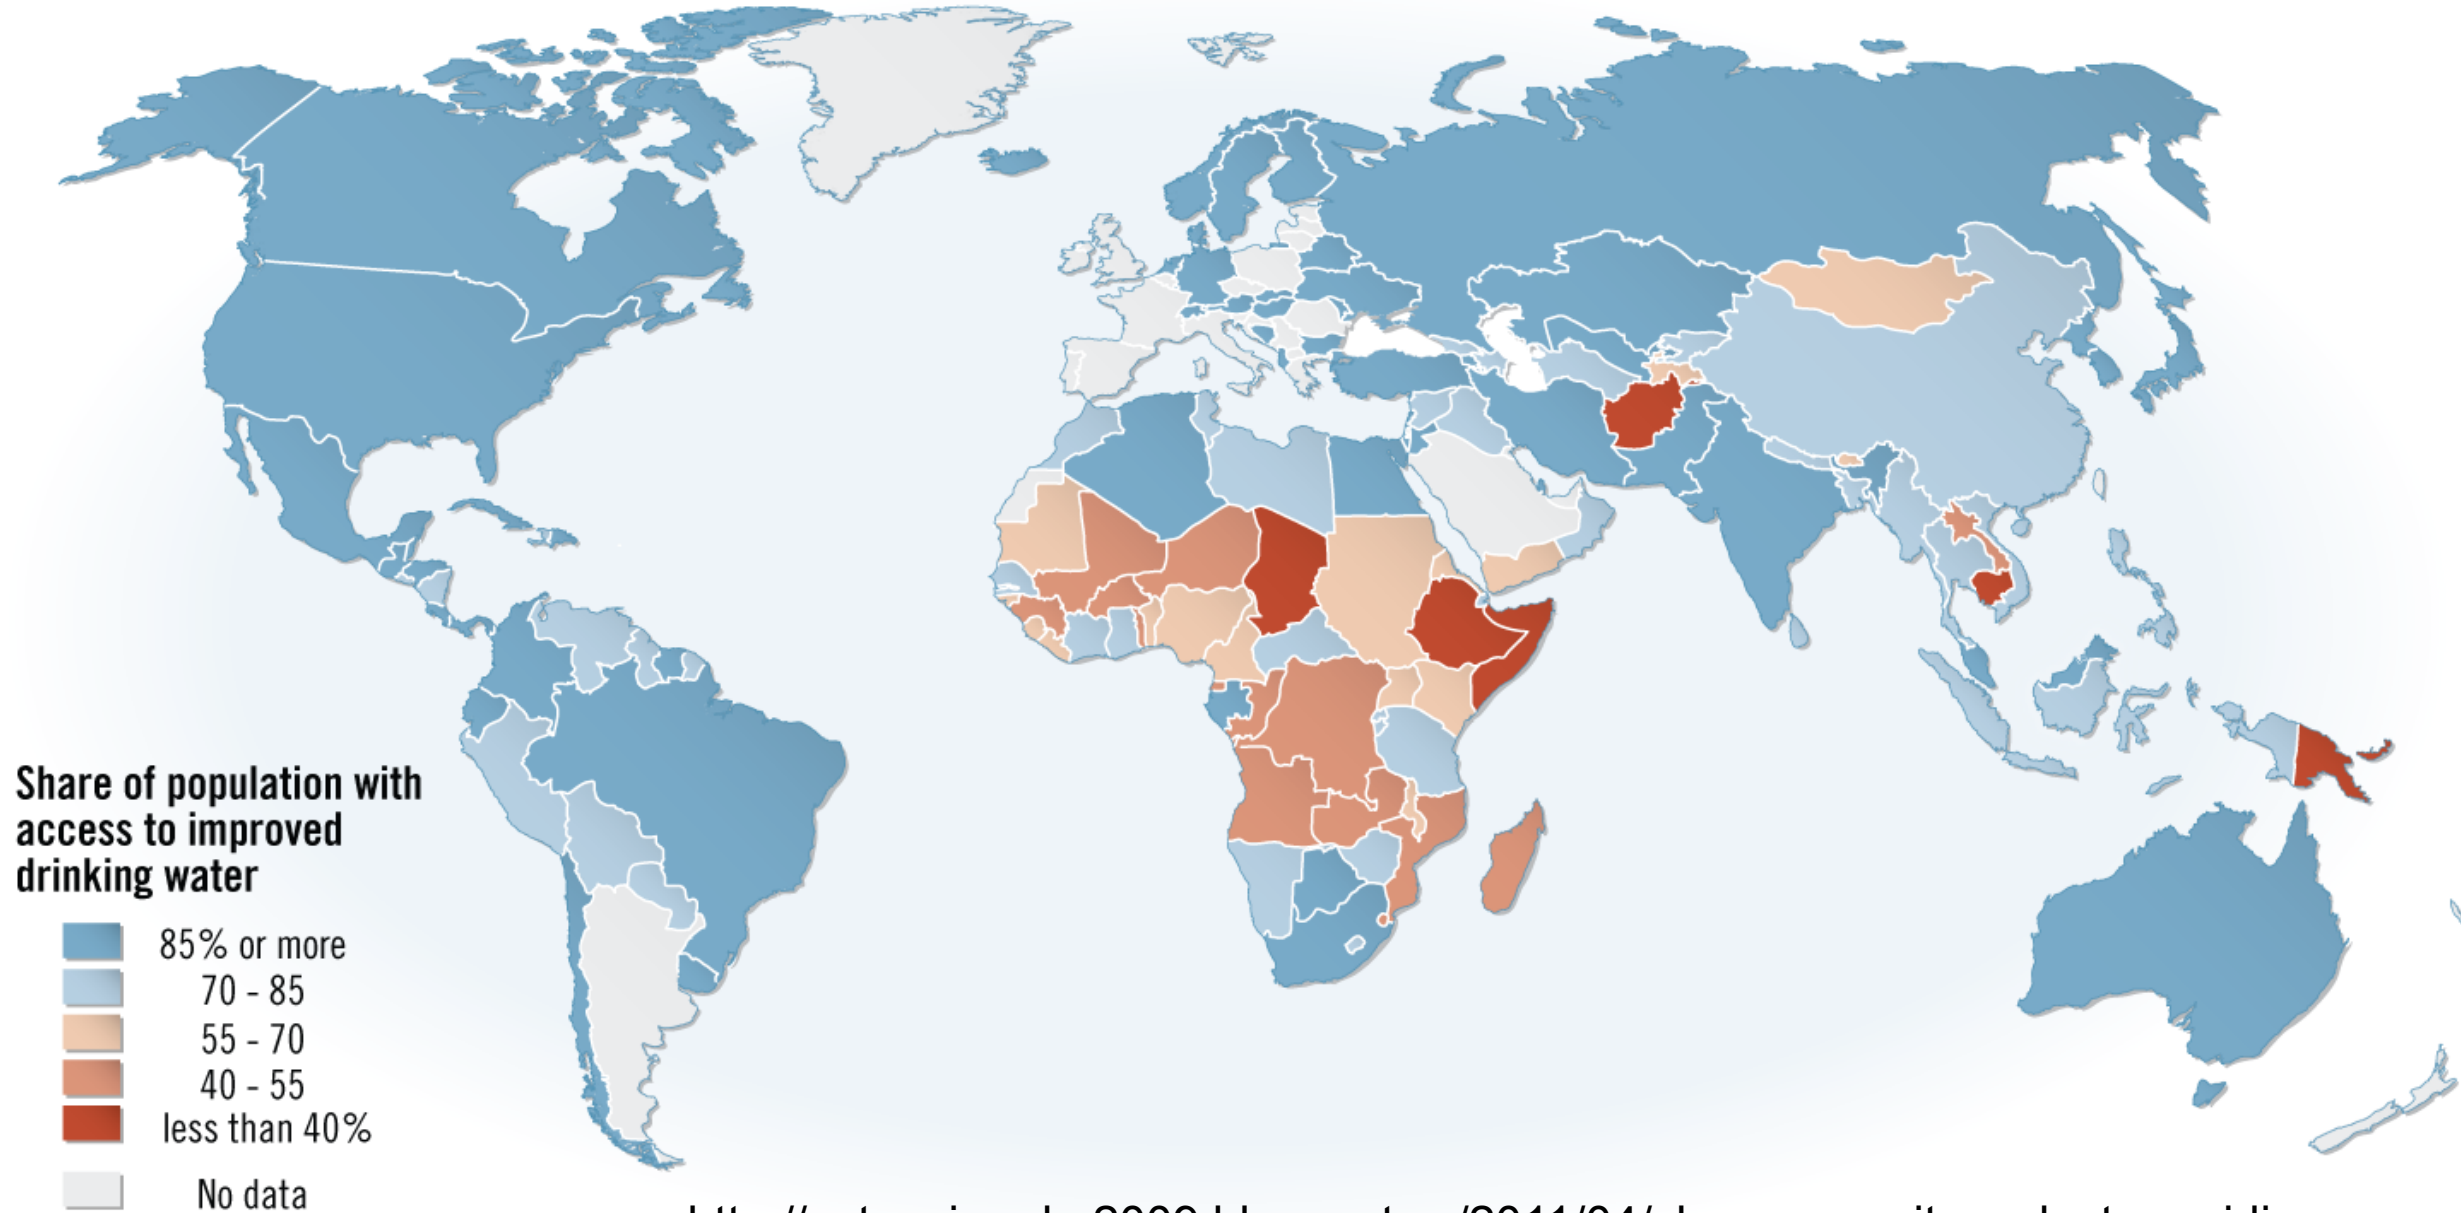 Share of population with
access to improved
drinking water
85% or more
70 - 85
55 - 70
40 - 55
less than 40%
No data